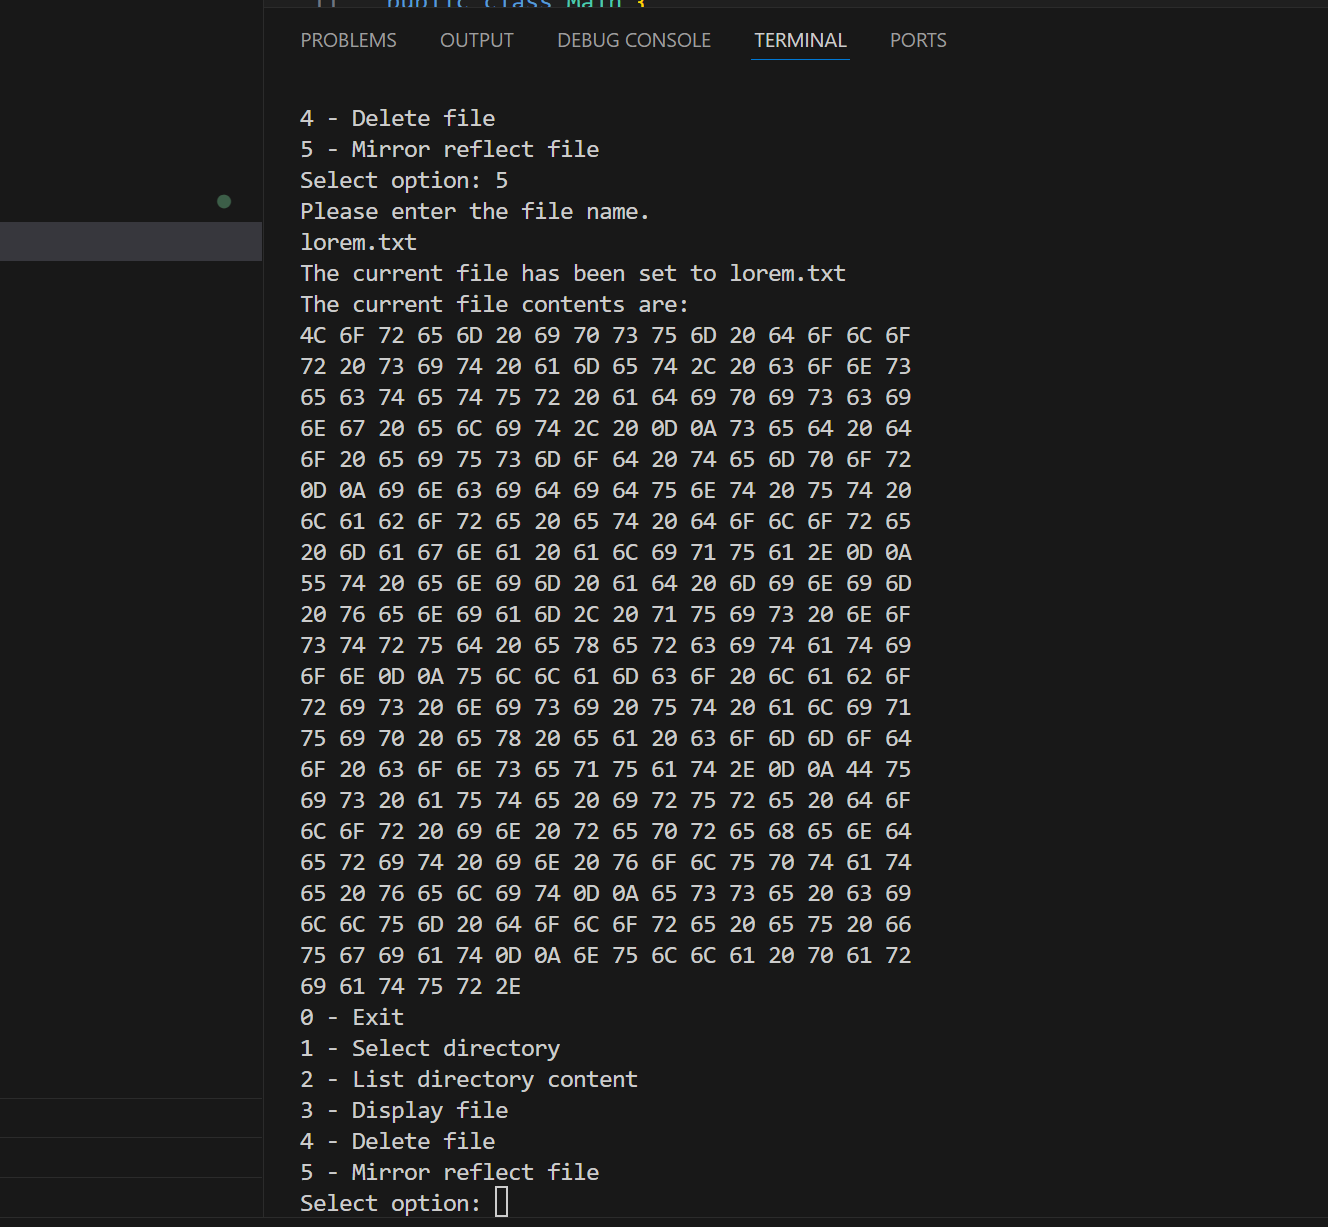 public class Main {
PROBLEMS OUTPUT DEBUG CONSOLE TERMINAL PORTS
4 - Delete file
5 - Mirror reflect file
Select option: 5
Please enter the file name.
lorem.txt
The current file has been set to lorem.txt
The current file contents are:
4C 6F 72 65 6D 20 69 70 73 75 6D 20 64 6F 6C 6F
72 20 73 69 74 20 61 6D 65 74 2C 20 63 6F 6E 73
65 63 74 65 74 75 72 20 61 64 69 70 69 73 63 69
6E 67 20 65 6C 69 74 2C 20 0D 0A 73 65 64 20 64
6F 20 65 69 75 73 6D 6F 64 20 74 65 6D 70 6F 72
0D 0A 69 6E 63 69 64 69 64 75 6E 74 20 75 74 20
6C 61 62 6F 72 65 20 65 74 20 64 6F 6C 6F 72 65
20 6D 61 67 6E 61 20 61 6C 69 71 75 61 2E 0D 0A
55 74 20 65 6E 69 6D 20 61 64 20 6D 69 6E 69 6D
20 76 65 6E 69 61 6D 2C 20 71 75 69 73 20 6E 6F
73 74 72 75 64 20 65 78 65 72 63 69 74 61 74 69
6F 6E 0D 0A 75 6C 6C 61 6D 63 6F 20 6C 61 62 6F
72 69 73 20 6E 69 73 69 20 75 74 20 61 6C 69 71
75 69 70 20 65 78 20 65 61 20 63 6F 6D 6D 6F 64
6F 20 63 6F 6E 73 65 71 75 61 74 2E 0D 0A 44 75
69 73 20 61 75 74 65 20 69 72 75 72 65 20 64 6F
6C 6F 72 20 69 6E 20 72 65 70 72 65 68 65 6E 64
65 72 69 74 20 69 6E 20 76 6F 6C 75 70 74 61 74
65 20 76 65 6C 69 74 0D 0A 65 73 73 65 20 63 69
6C 6C 75 6D 20 64 6F 6C 6F 72 65 20 65 75 20 66
75 67 69 61 74 0D 0A 6E 75 6C 6C 61 20 70 61 72
69 61 74 75 72 2E
0 - Exit
1 - Select directory
2 - List directory content
3 - Display file
4 - Delete file
5 - Mirror reflect file
Select option: